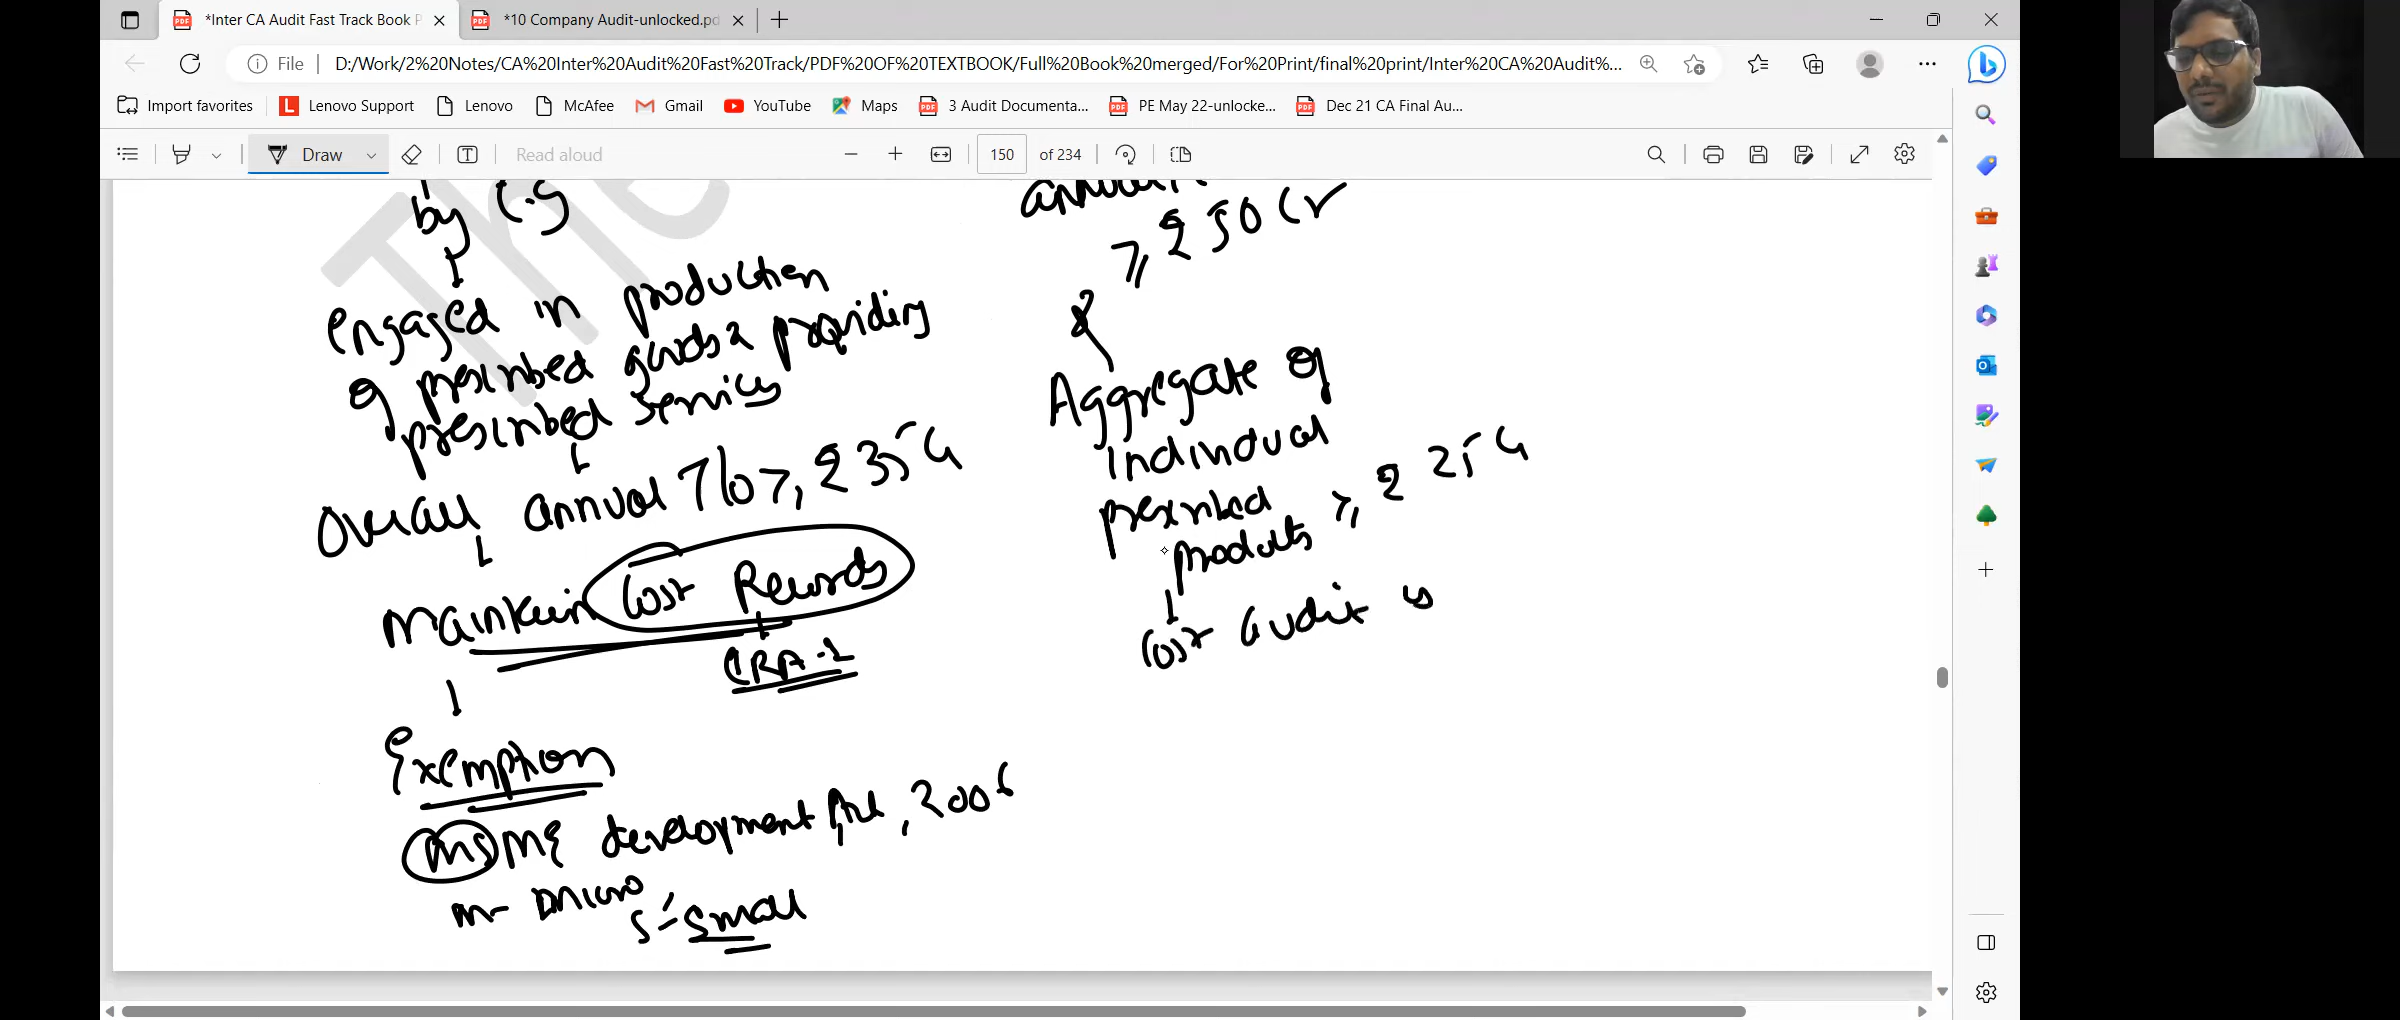 *Inter CA Audit Fast Track Book P
*10 Company Audit-unlocked.pd
File
D:/Work/2%20Notes/CA%20Inter%20Audit%20Fast%20Track/PDF%20OF%20TEXTBOOK/Full%20Book%20merged/For%20Print/final%20print/Inter%20CA%20Audit%...
Import favorites
Lenovo Support
Lenovo
McAfee
Gmail
YouTube
Maps
3 Audit Documenta...
PE May 22-unlocke...
Dec 21 CA Final Au...
Draw
Read aloud
150 of 234
The
by C.G
engaged in production
of prescribed goods & providing
prescribed services
Overall annual T/o ≥ ₹ 35 Cr
Maintain Cost Records
CRA-1
Exemption
MSME development Act, 2006
M- Micro
S - Small
annual
≥ ₹ 50 Cr
&
Aggregate of
individual
prescribed
products ≥ ₹ 25 Cr
Cost audit is